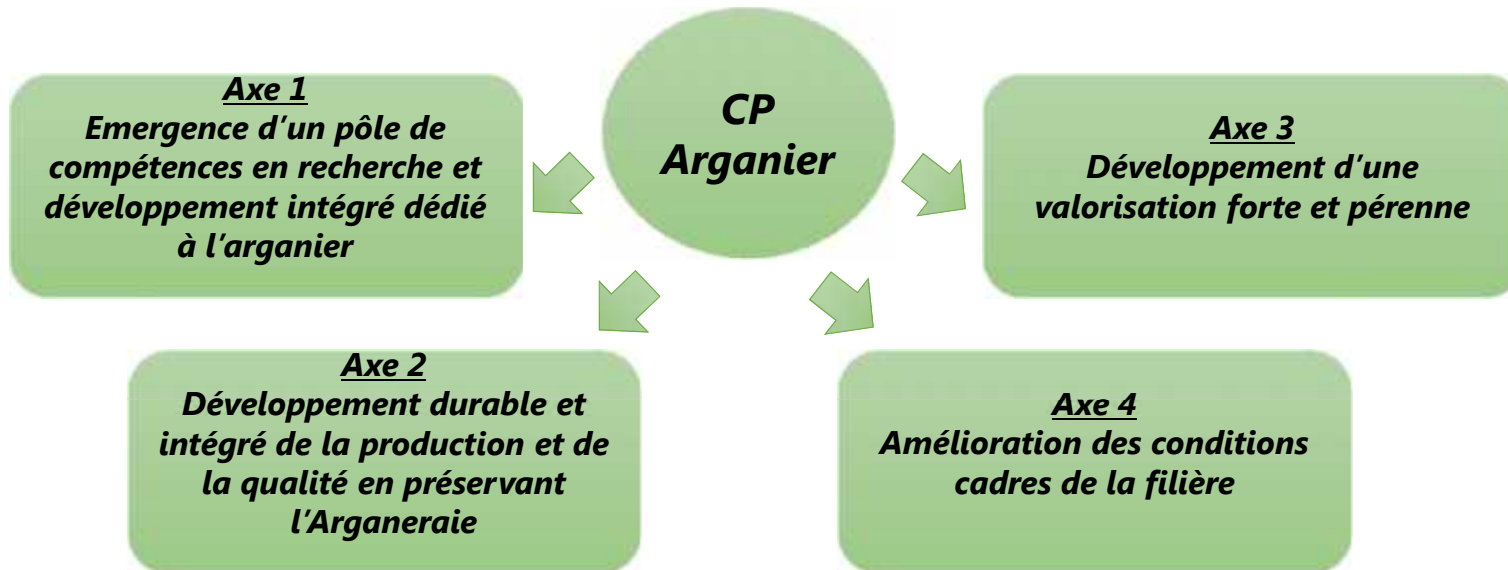 CP
Arganier
Axe 1
Emergence d'un pôle de
compétences en recherche et
développement intégré dédié
à l'arganier
Axe 3
Développement d'une
valorisation forte et pérenne
Axe 2
Développement durable et
intégré de la production et de
la qualité en préservant
l'Arganeraie
Axe 4
Amélioration des conditions
cadres de la filière